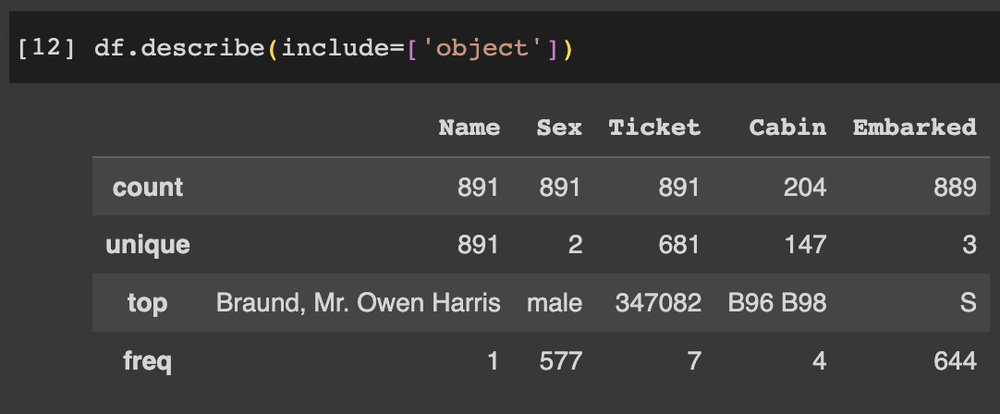 [12] df.describe(include=['object'])
Name Sex Ticket Cabin Embarked
count 891 891 891 204 889
unique 891 2 681 147 3
top Braund, Mr. Owen Harris male 347082 B96 B98 S
freq 1 577 7 4 644